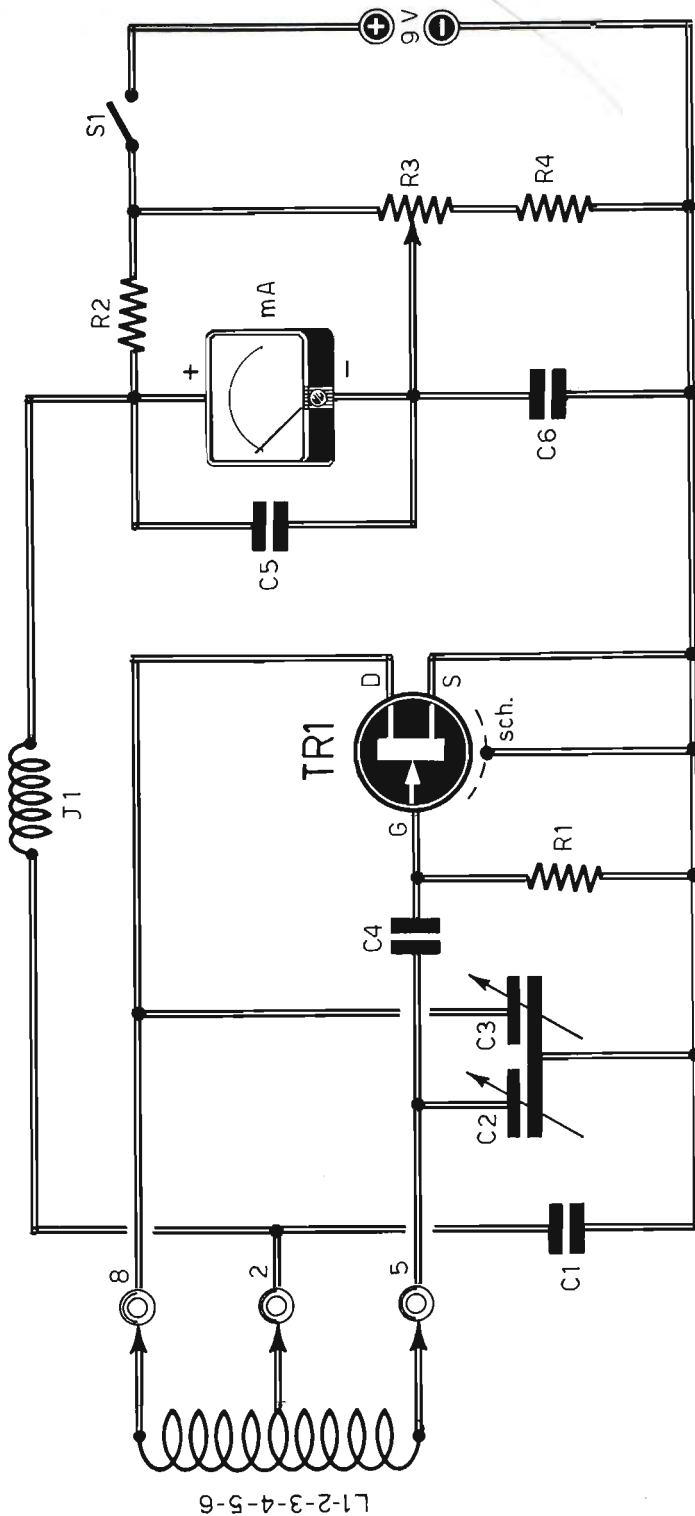 S1
+
9 V
−
R2
R3
R4
mA
+
−
C5
C6
J1
TR1
D
S
G
sch.
R1
C4
C3
C2
C1
8
2
5
L1-2-3-4-5-6